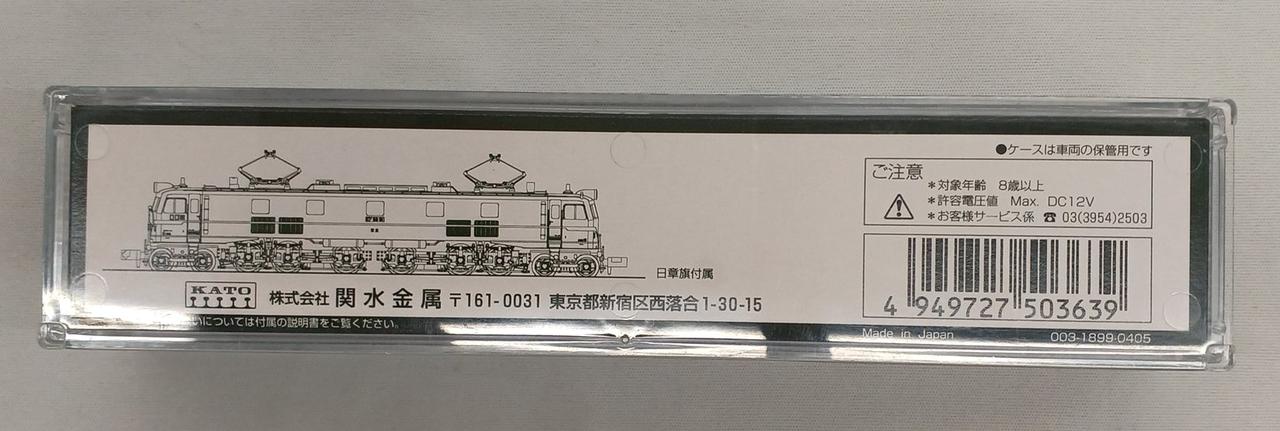 ●ケースは車両の保管用です
ご注意
*対象年齢 8歳以上
*許容電圧値 Max. DC12V
*お客様サービス係 ☎ 03(3954)2503
日章旗付属
KATO 株式会社 関水金属 〒161-0031 東京都新宿区西落合1-30-15
4 949727 503639
いについては付属の説明書をご覧ください。
Made in Japan
003-1899-0405